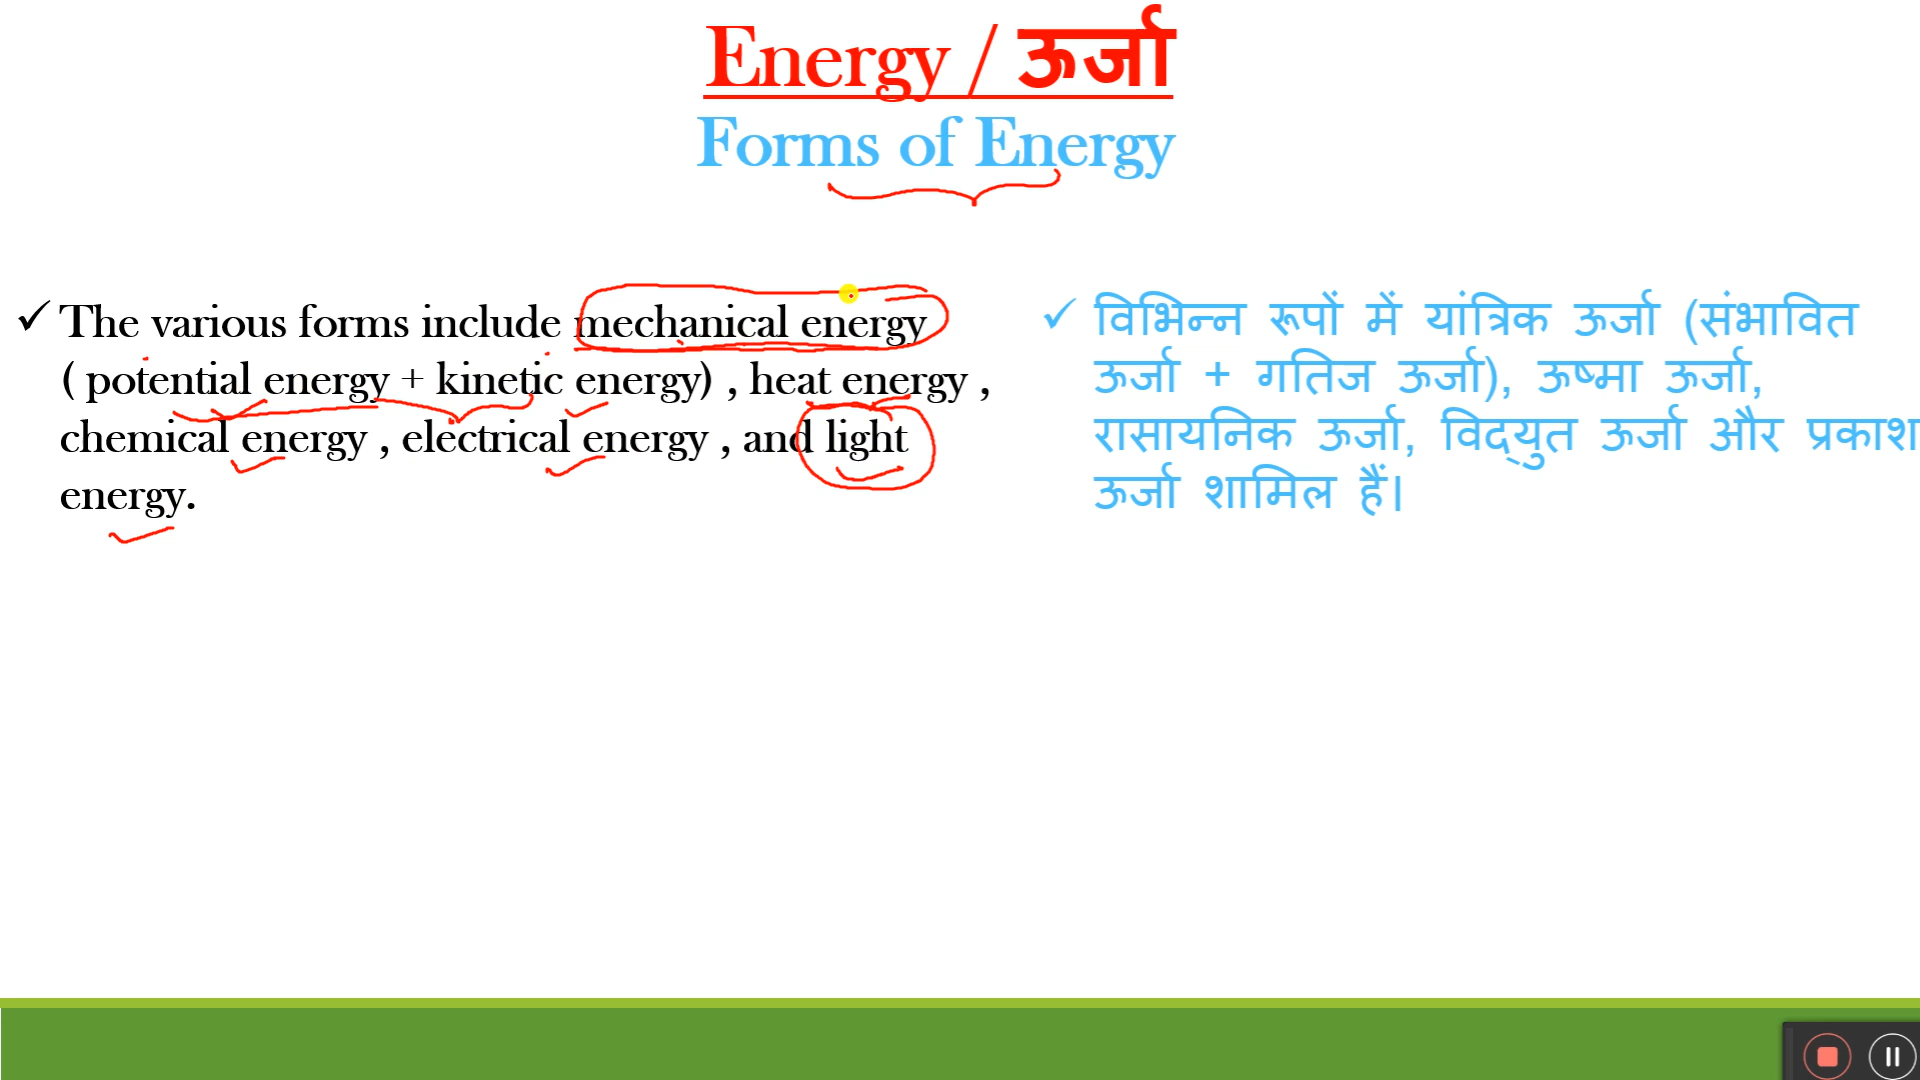 Energy / ऊर्जा
Forms of Energy
✓ The various forms include mechanical energy
( potential energy + kinetic energy) , heat energy ,
chemical energy , electrical energy , and light
energy.
✓ विभिन्न रूपों में यांत्रिक ऊर्जा (संभावित
ऊर्जा + गतिज ऊर्जा), ऊष्मा ऊर्जा,
रासायनिक ऊर्जा, विद्युत ऊर्जा और प्रकाश
ऊर्जा शामिल हैं।